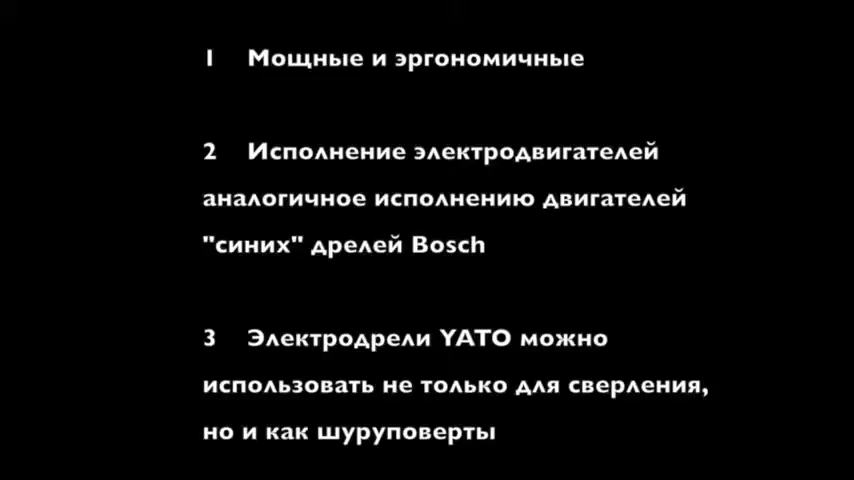 1 Мощные и эргономичные
2 Исполнение электродвигателей
аналогичное исполнению двигателей
"синих" дрелей Bosch
3 Электродрели YATO можно
использовать не только для сверления,
но и как шуруповерты